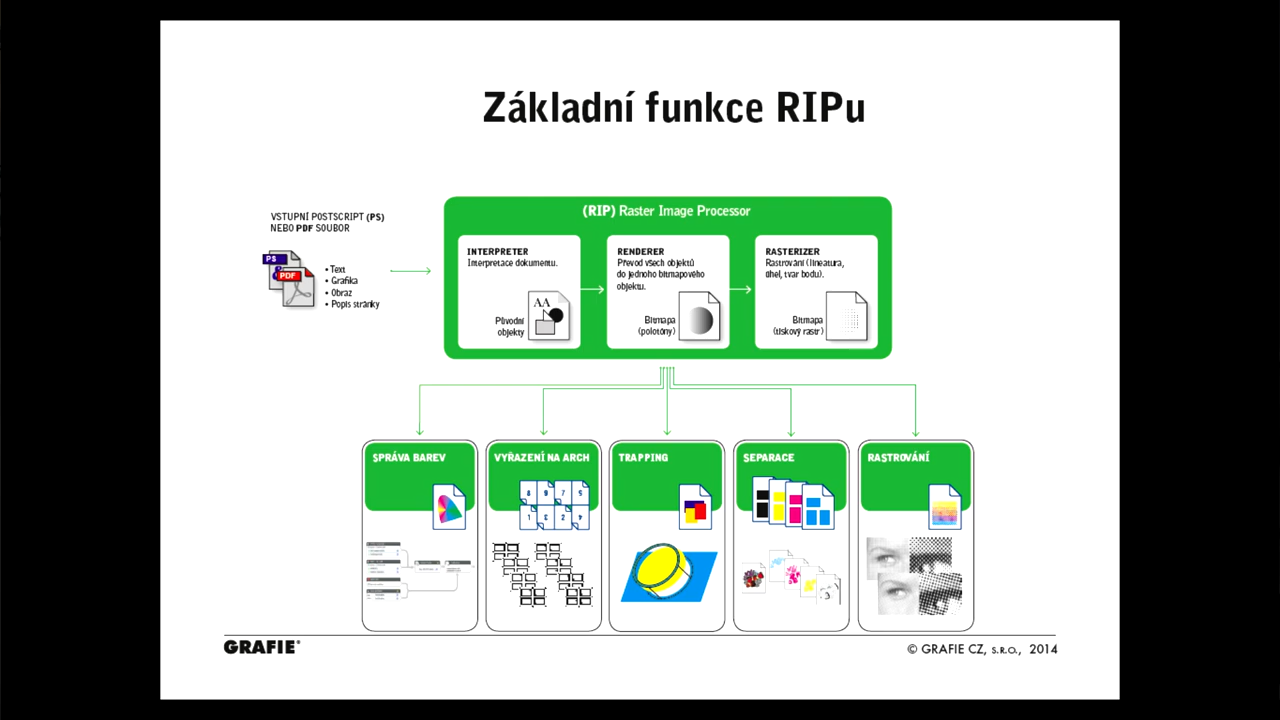 Základní funkce RIPu
VSTUPNÍ POSTSCRIPT (PS)
NEBO PDF SOUBOR
PS
PDF
• Text
• Grafika
• Obraz
• Popis stránky
(RIP) Raster Image Processor
INTERPRETER
Interpretace dokumentu.
AA
Původní
objekty
RENDERER
Převod všech objektů
do jednoho bitmapového
objektu.
Bitmapa
(polotóny)
RASTERIZER
Rastrování (lineatura,
úhel, tvar bodu).
Bitmapa
(tiskový rastr)
SPRÁVA BAREV
VYŘAZENÍ NA ARCH
TRAPPING
SEPARACE
RASTROVÁNÍ
GRAFIE®
© GRAFIE CZ, S.R.O., 2014